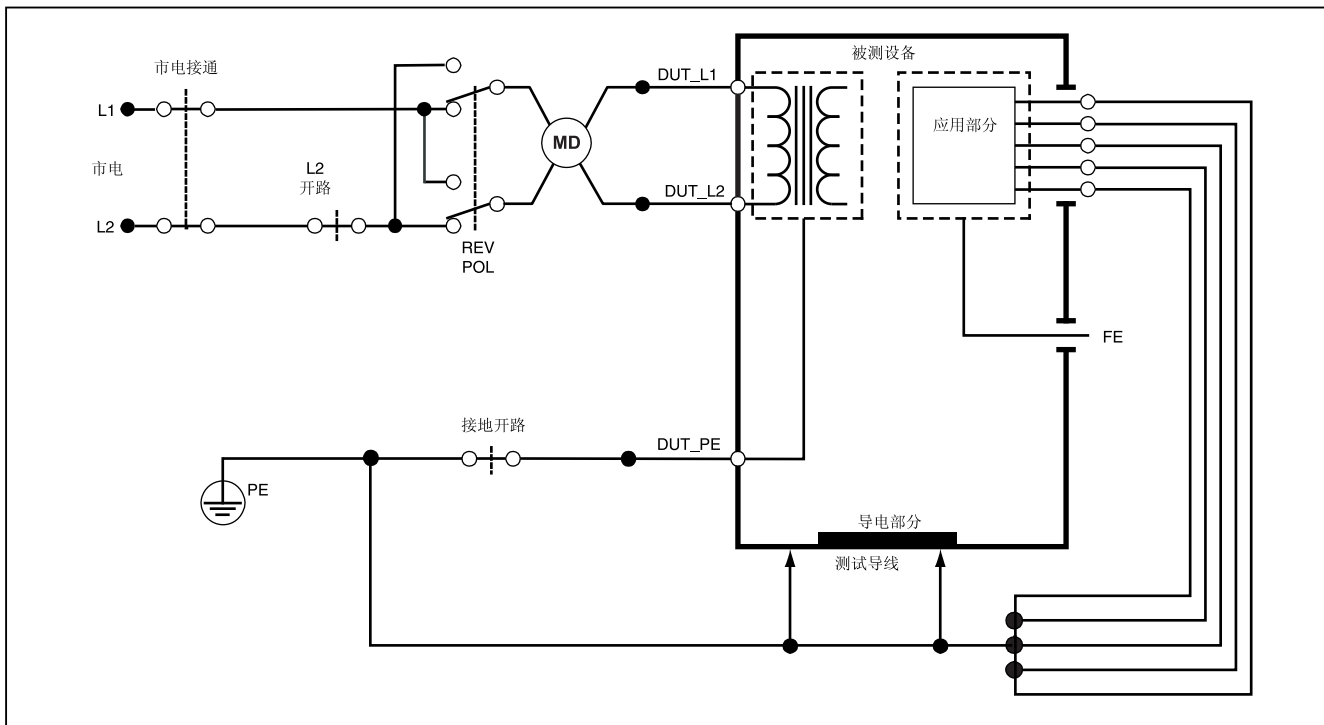 被测设备
市电接通
DUT_L1
L1
MD
应用部分
市电
L2
开路
DUT_L2
L2
REV
POL
FE
接地开路
DUT_PE
PE
导电部分
测试导线